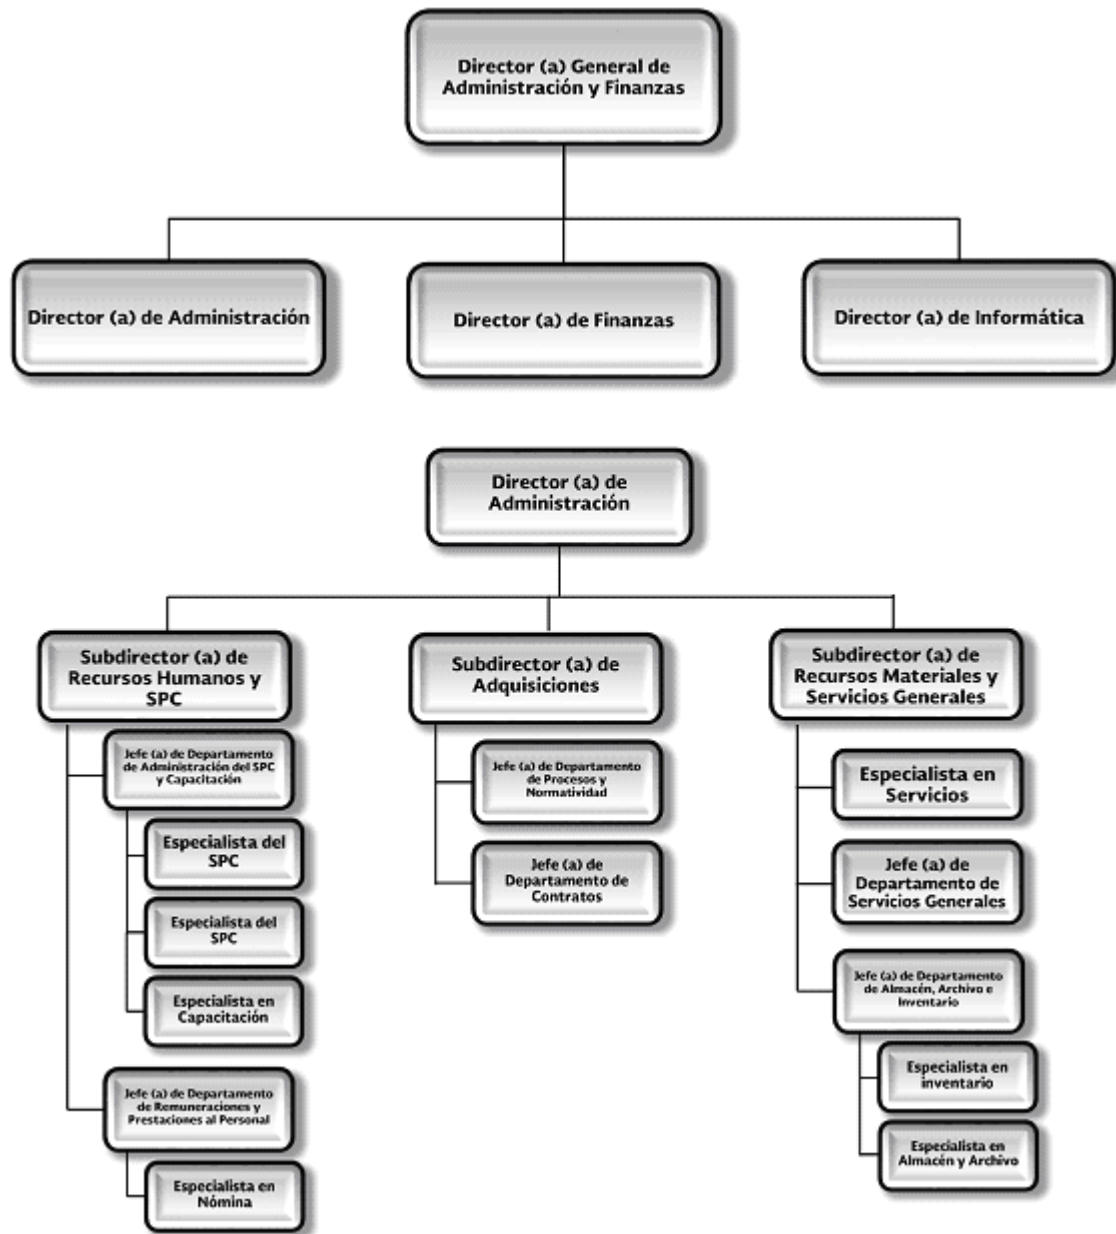 Director (a) General de
Administración y Finanzas
Director (a) de Administración
Director (a) de Finanzas
Director (a) de Informática
Director (a) de
Administración
Subdirector (a) de
Recursos Humanos y
SPC
Jefe (a) de Departamento
de Administración del SPC
y Capacitación
Especialista del
SPC
Especialista del
SPC
Especialista en
Capacitación
Jefe (a) de Departamento
de Remuneraciones y
Prestaciones al Personal
Especialista en
Nómina
Subdirector (a) de
Adquisiciones
Jefe (a) de Departamento
de Procesos y
Normatividad
Jefe (a) de
Departamento de
Contratos
Subdirector (a) de
Recursos Materiales y
Servicios Generales
Especialista en
Servicios
Jefe (a) de
Departamento de
Servicios Generales
Jefe (a) de Departamento
de Almacén, Archivo e
Inventario
Especialista en
inventario
Especialista en
Almacén y Archivo